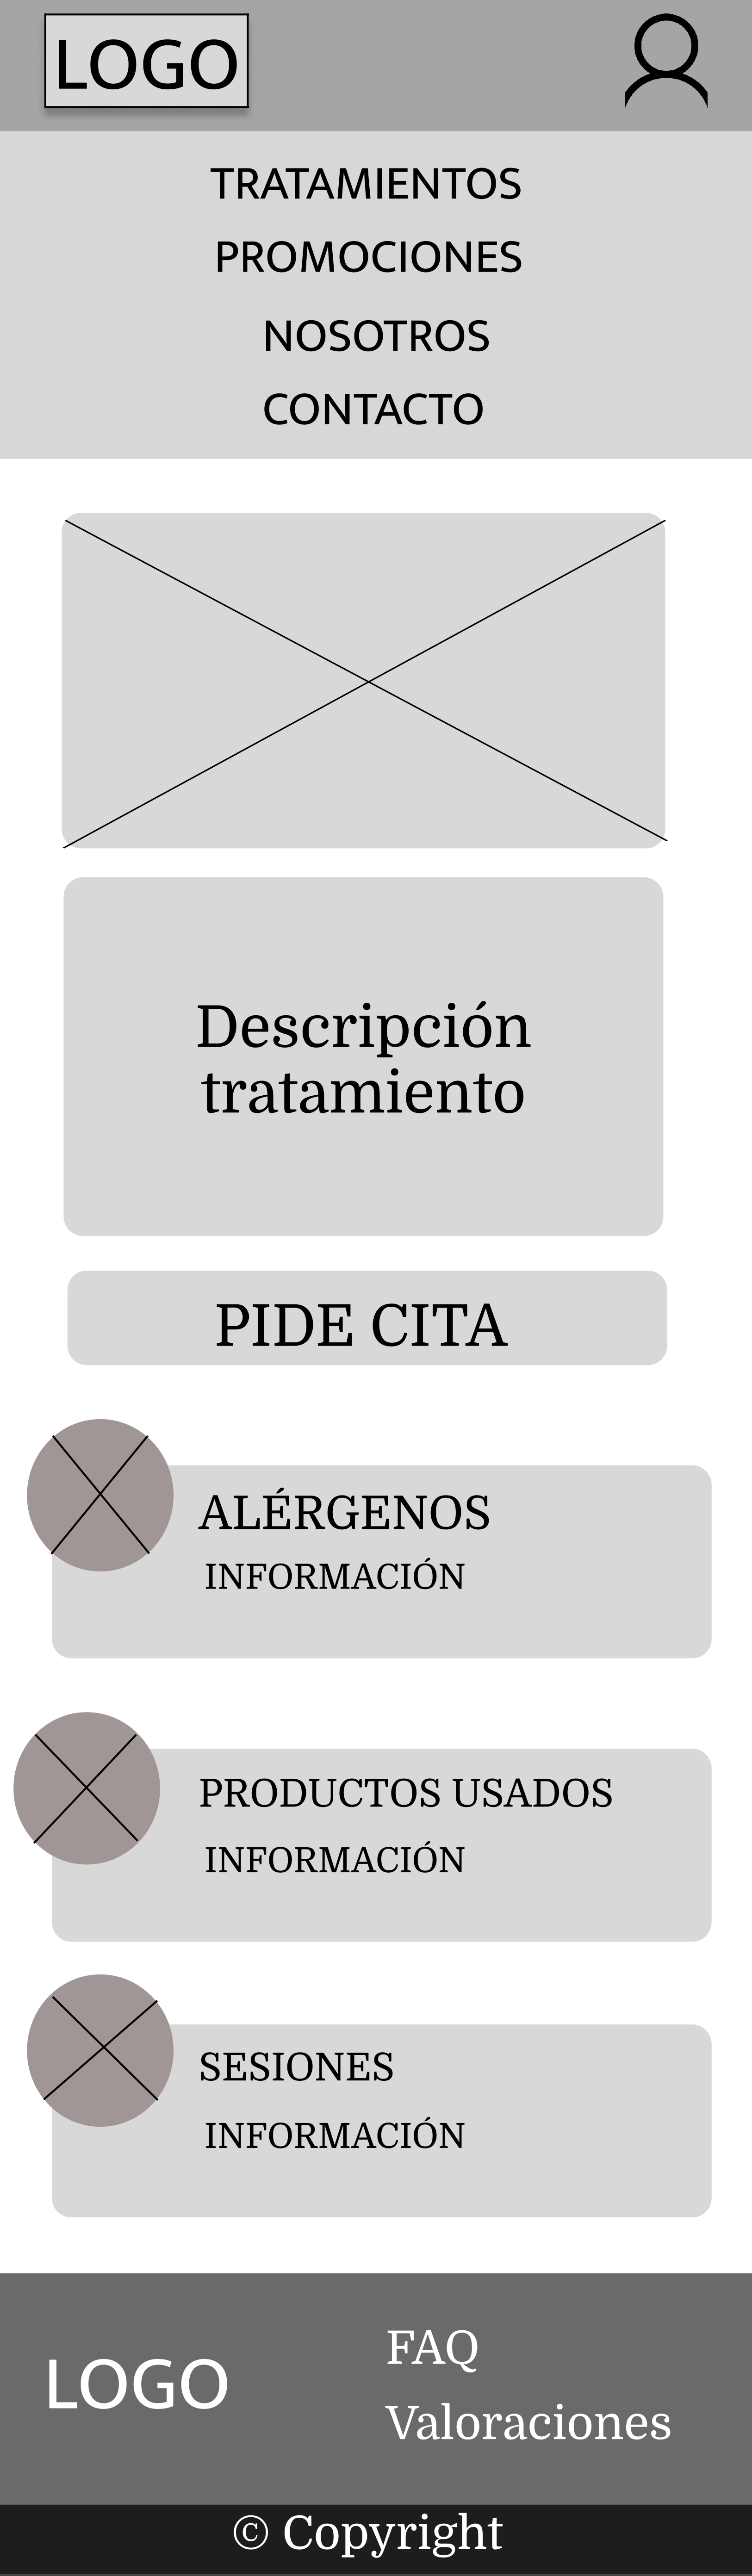 LOGO
TRATAMIENTOS
PROMOCIONES
NOSOTROS
CONTACTO
Descripción
tratamiento
PIDE CITA
ALÉRGENOS
INFORMACIÓN
PRODUCTOS USADOS
INFORMACIÓN
SESIONES
INFORMACIÓN
LOGO
FAQ
Valoraciones
© Copyright